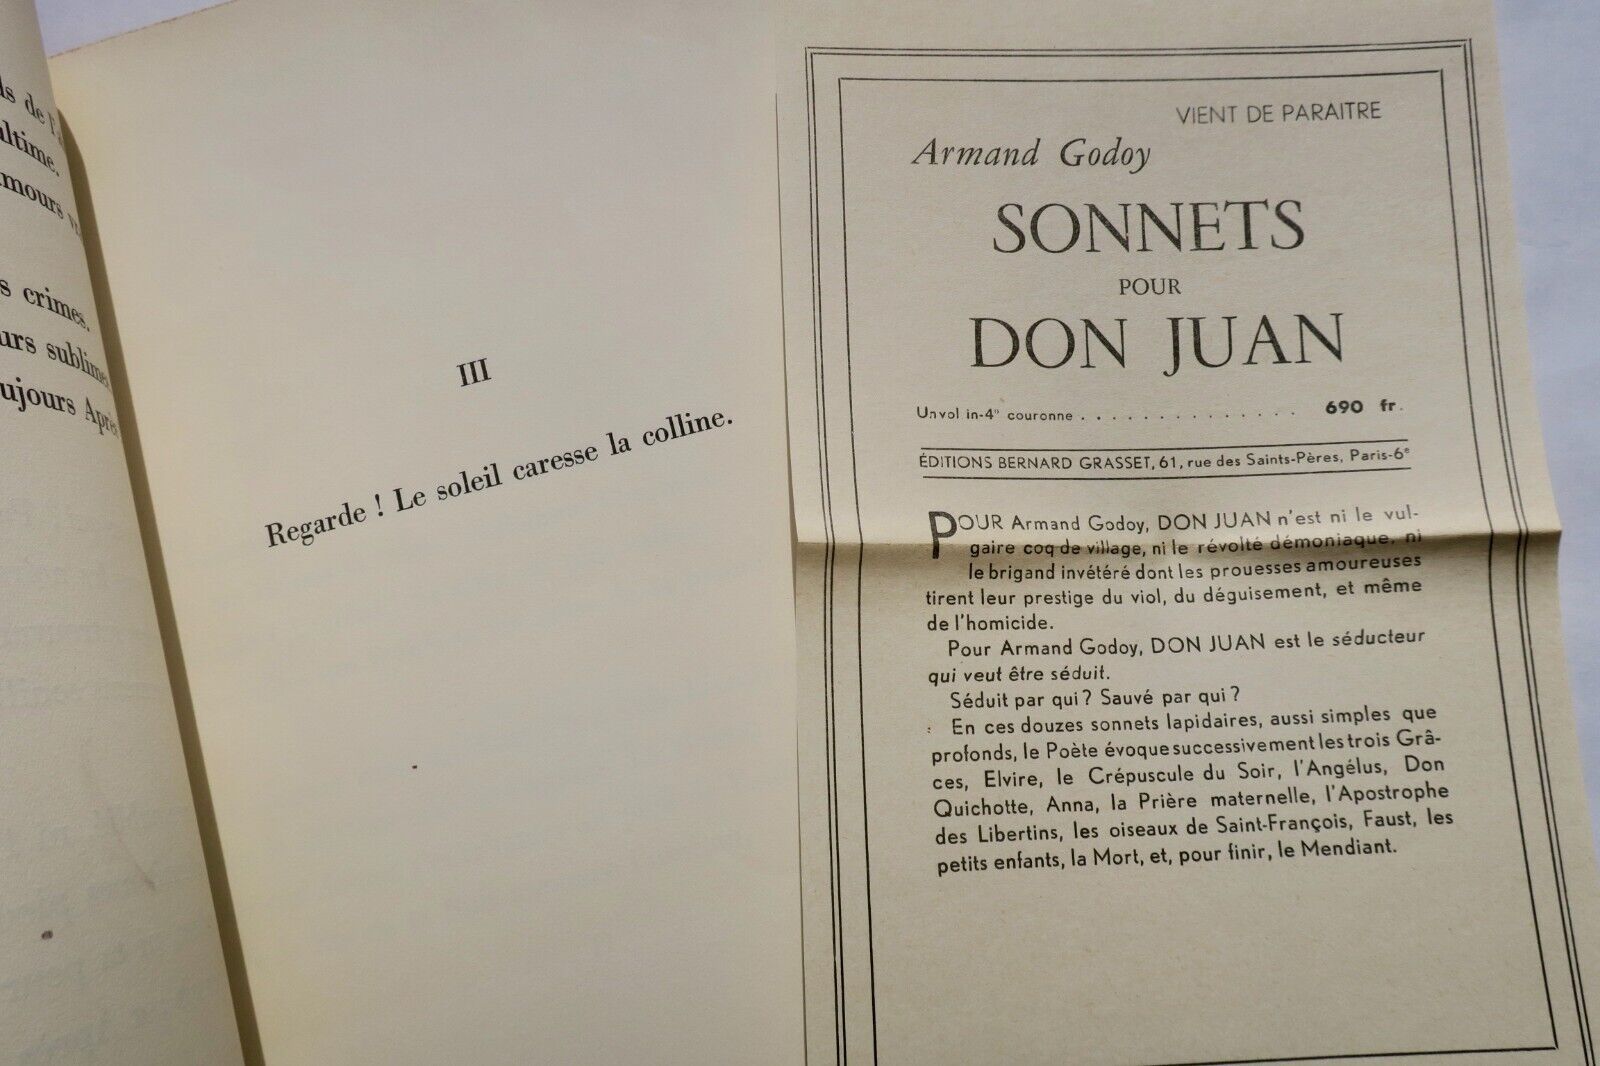 de
ultime.
crimes.
sublimes
Après
III
Regarde ! Le soleil caresse la colline.
VIENT DE PARAITRE
Armand Godoy
SONNETS
POUR
DON JUAN
Un vol in-4° couronne . . . . . . . . . . . . . . 690 fr.
ÉDITIONS BERNARD GRASSET, 61, rue des Saints-Pères, Paris-6e
POUR Armand Godoy, DON JUAN n'est ni le vul-
gaire coq de village, ni le révolté démoniaque, ni
le brigand invétéré dont les prouesses amoureuses
tirent leur prestige du viol, du déguisement, et même
de l'homicide.
Pour Armand Godoy, DON JUAN est le séducteur
qui veut être séduit.
Séduit par qui ? Sauvé par qui ?
En ces douzes sonnets lapidaires, aussi simples que
profonds, le Poète évoque successivement les trois Grâ-
ces, Elvire, le Crépuscule du Soir, l'Angélus, Don
Quichotte, Anna, la Prière maternelle, l'Apostrophe
des Libertins, les oiseaux de Saint-François, Faust, les
petits enfants, la Mort, et, pour finir, le Mendiant.